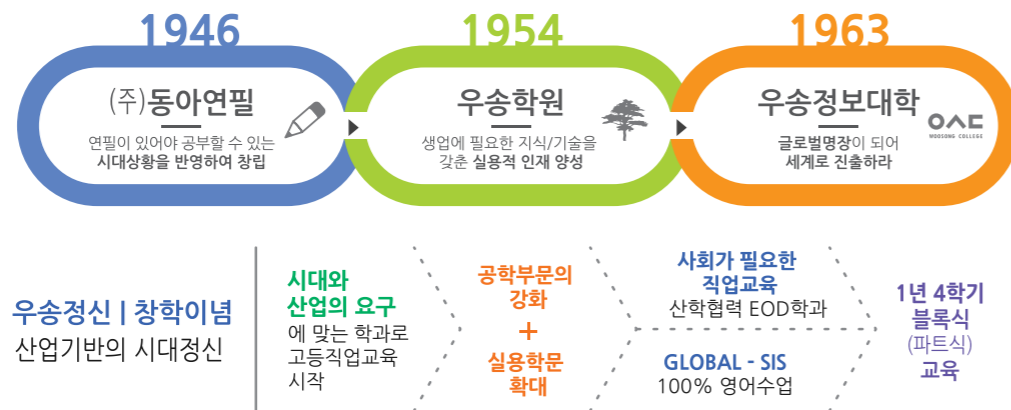 1946
(주)동아연필
연필이 있어야 공부할 수 있는
시대상황을 반영하여 창립
1954
우송학원
생업에 필요한 지식/기술을
갖춘 실용적 인재 양성
1963
우송정보대학
글로벌명장이 되어
세계로 진출하라
WOOSONG COLLEGE
우송정신 | 창학이념
산업기반의 시대정신
시대와
산업의 요구
에 맞는 학과로
고등직업교육
시작
공학부문의
강화
+
실용학문
확대
사회가 필요한
직업교육
산학협력 EOD학과
GLOBAL - SIS
100% 영어수업
1년 4학기
블록식
(파트식)
교육